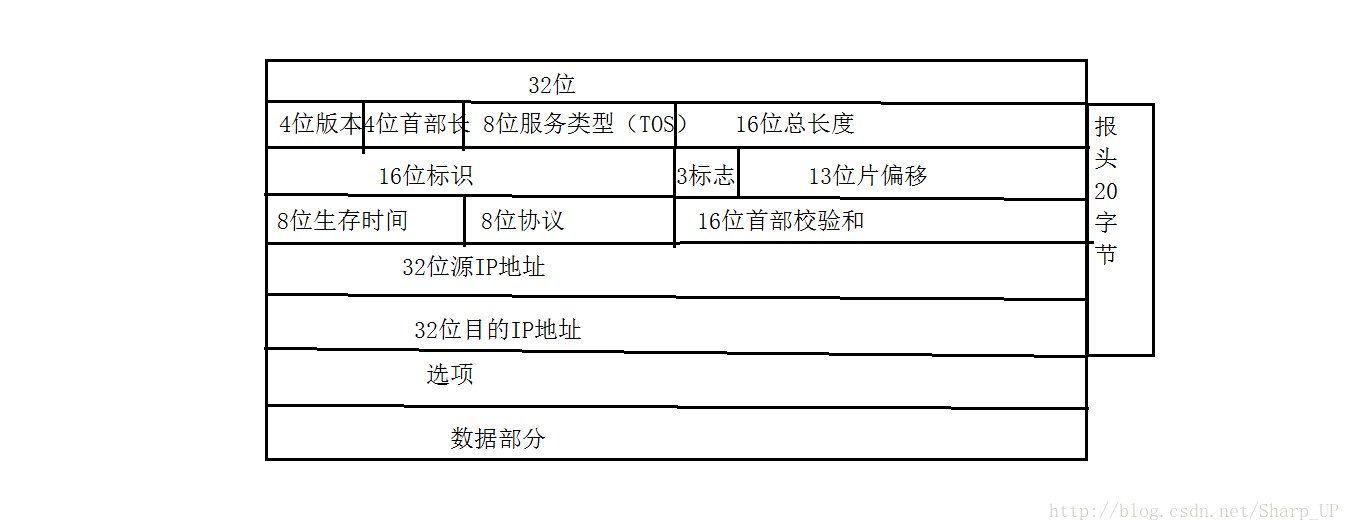 32位
4位版本 4位首部长 8位服务类型（TOS） 16位总长度
16位标识 3标志 13位片偏移
8位生存时间 8位协议 16位首部校验和
32位源IP地址
32位目的IP地址
选项
数据部分
报
头
20
字
节
http://blog.csdn.net/Sharp_UP